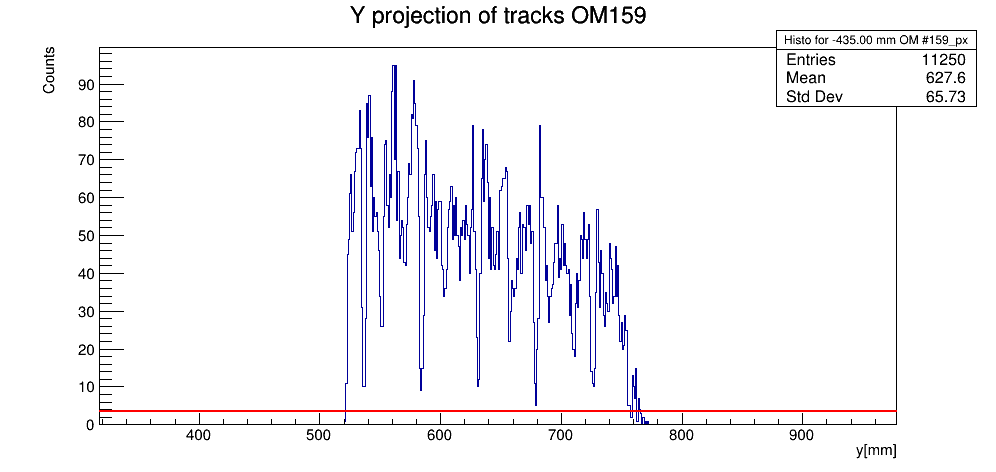 Y projection of tracks OM159
Histo for -435.00 mm OM #159_px
Entries 11250
Mean 627.6
Std Dev 65.73
Counts
90
80
70
60
50
40
30
20
10
0
400 500 600 700 800 900
y[mm]